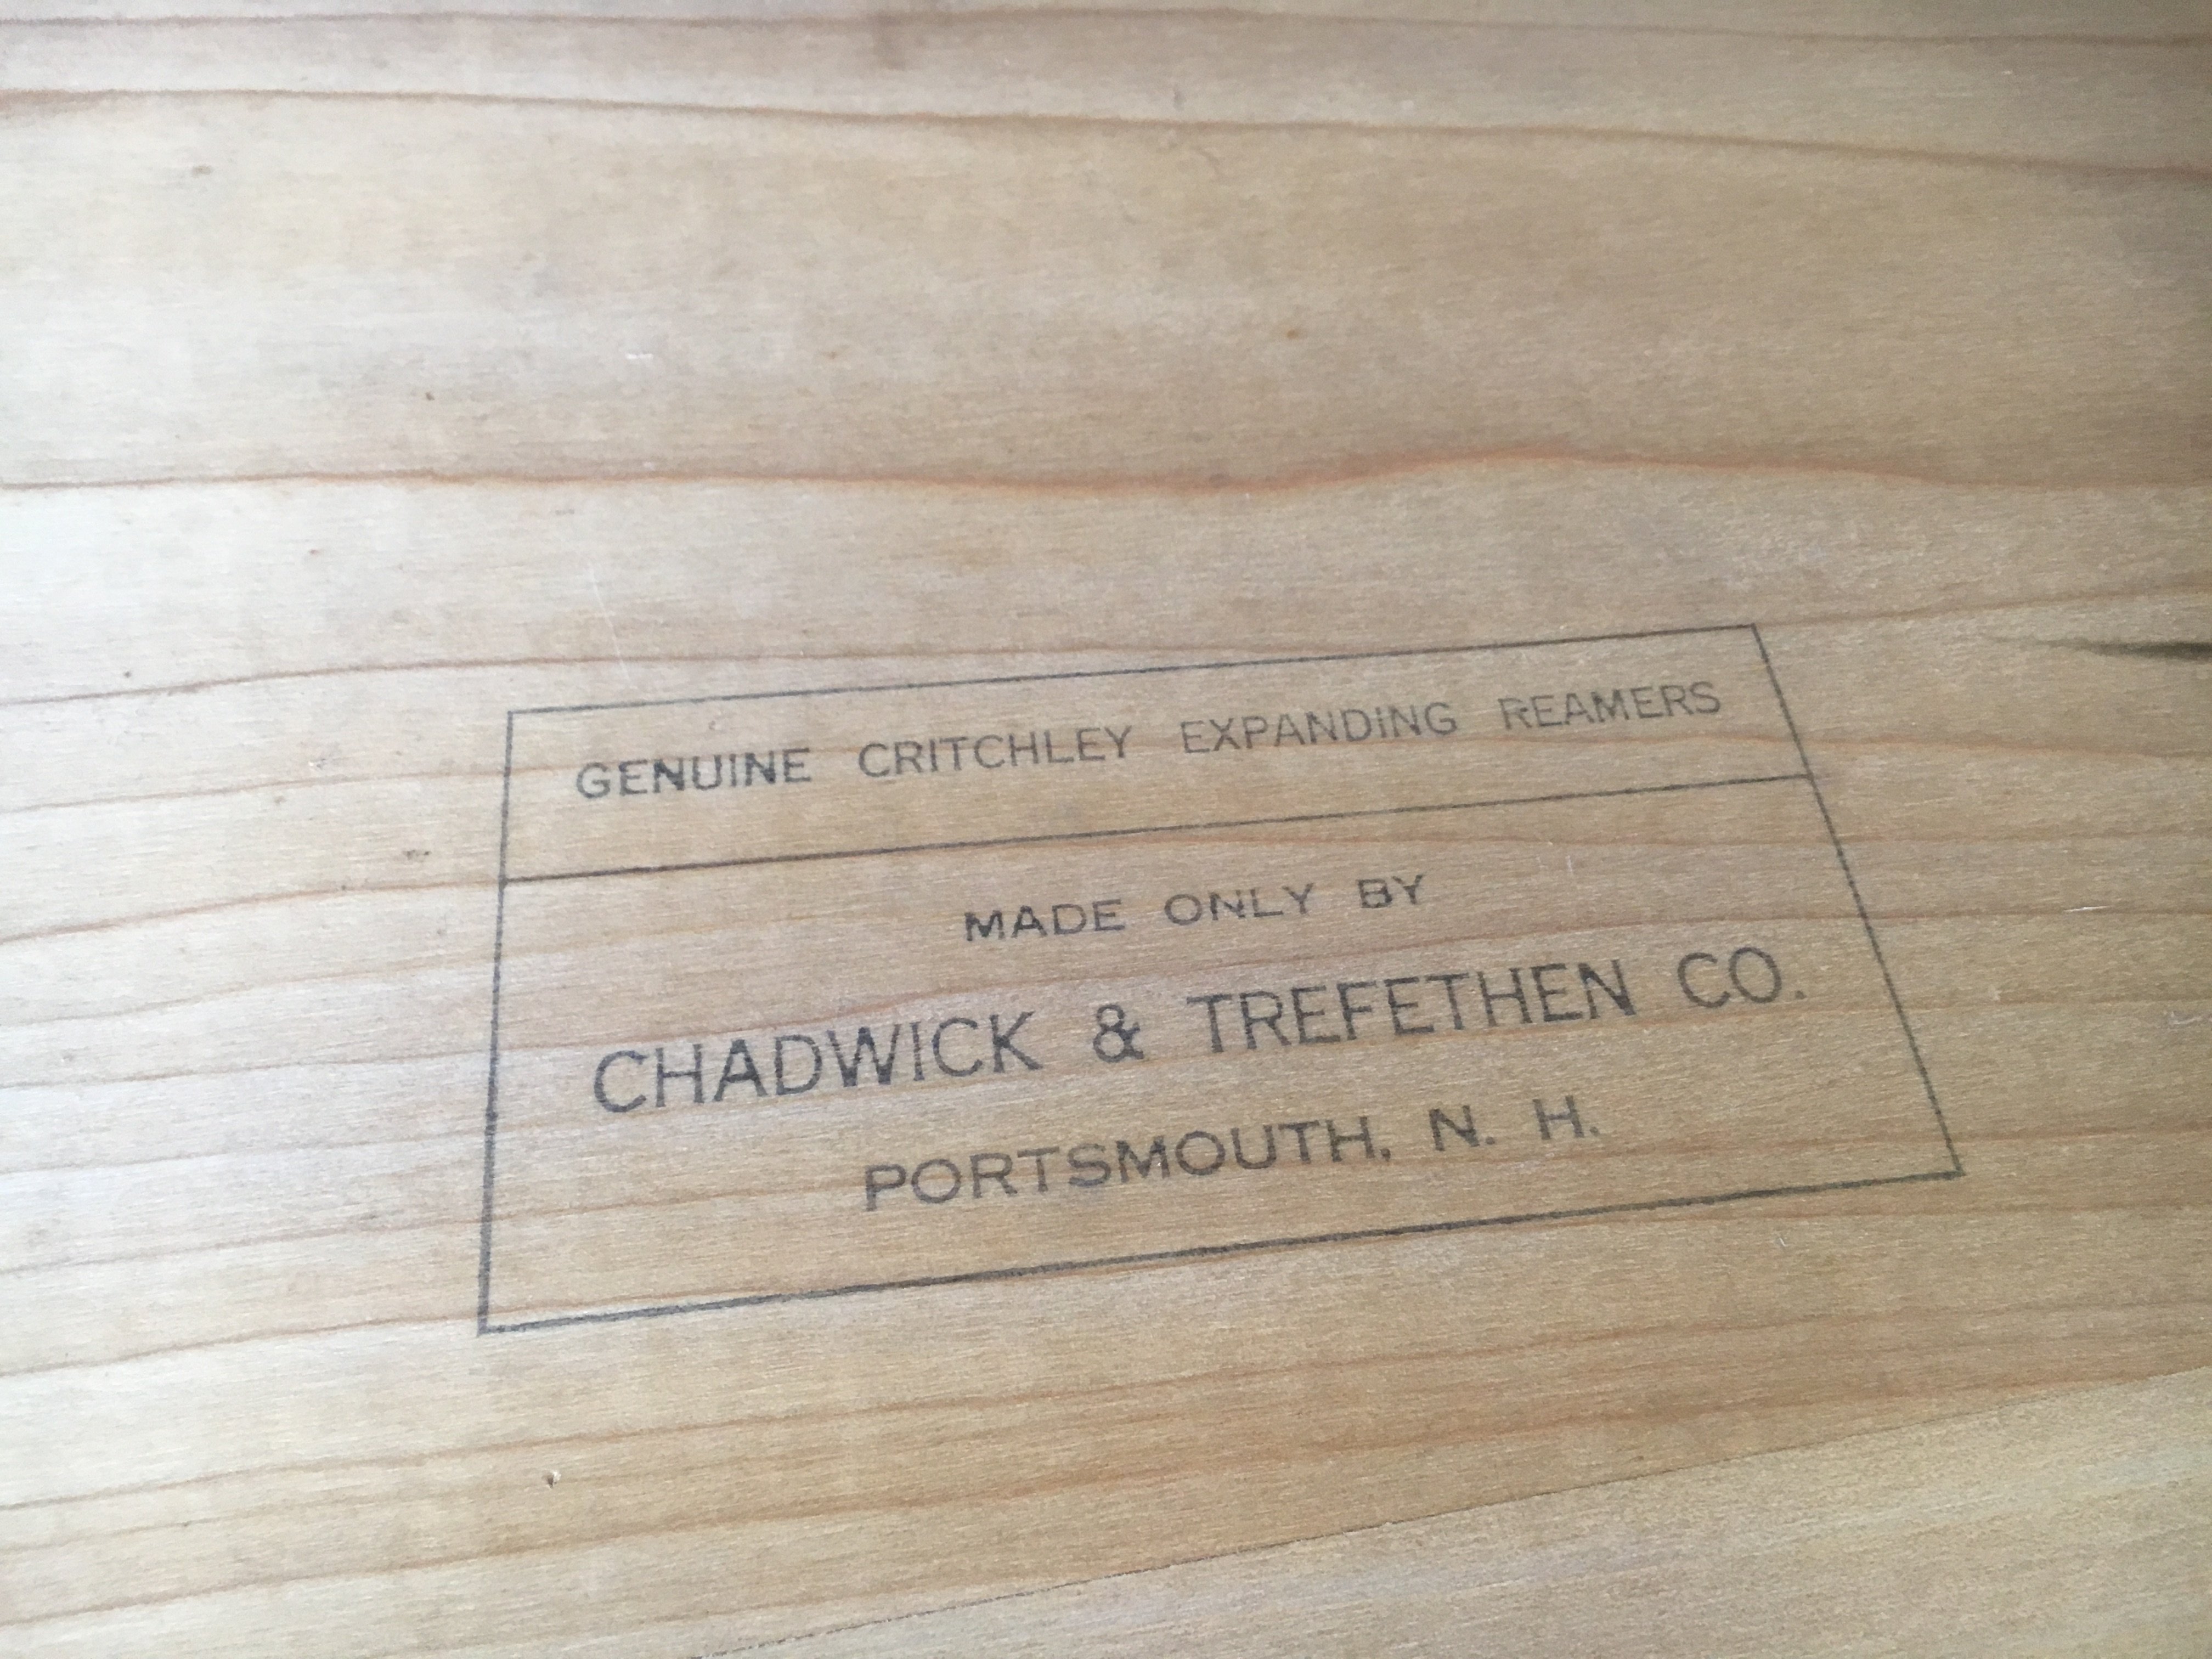 GENUINE CRITCHLEY EXPANDING REAMERS
MADE ONLY BY
CHADWICK & TREFETHEN CO.
PORTSMOUTH, N. H.